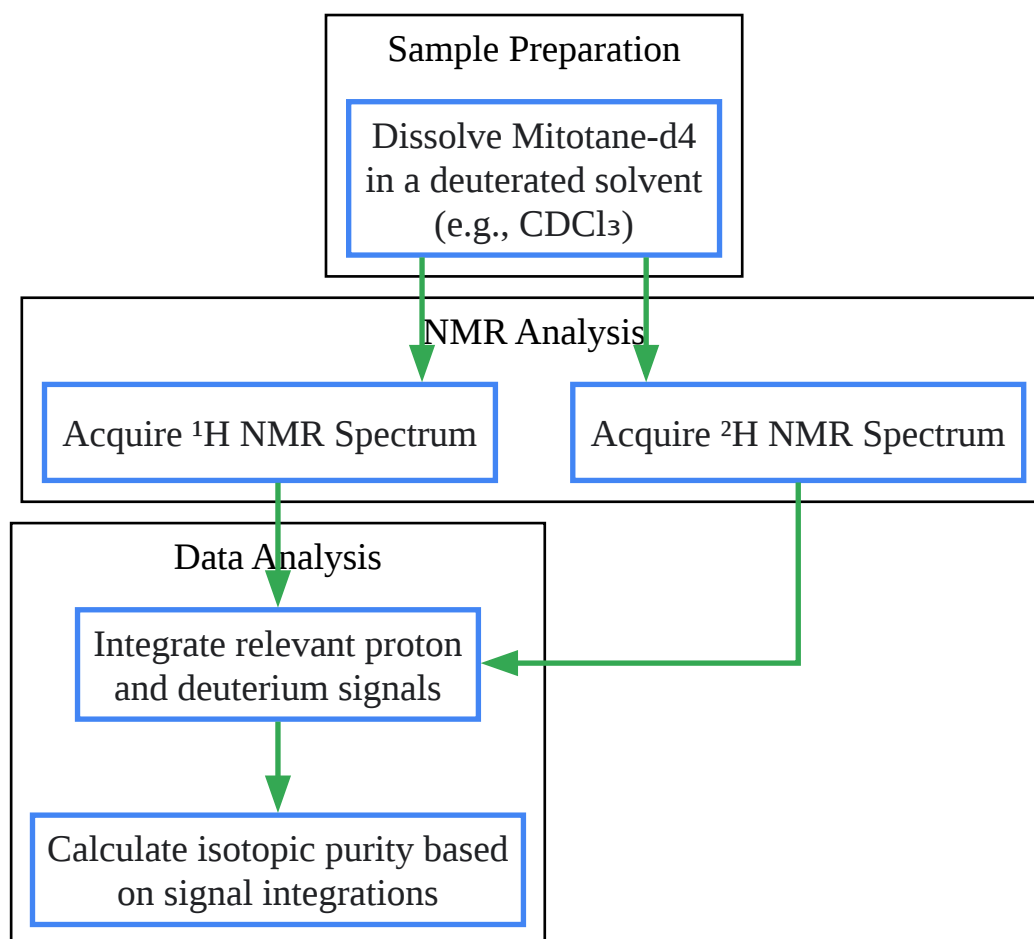 Sample Preparation
Dissolve Mitotane-d4
in a deuterated solvent
(e.g., CDCl₃)
NMR Analysis
Acquire ¹H NMR Spectrum
Acquire ²H NMR Spectrum
Data Analysis
Integrate relevant proton
and deuterium signals
Calculate isotopic purity based
on signal integrations